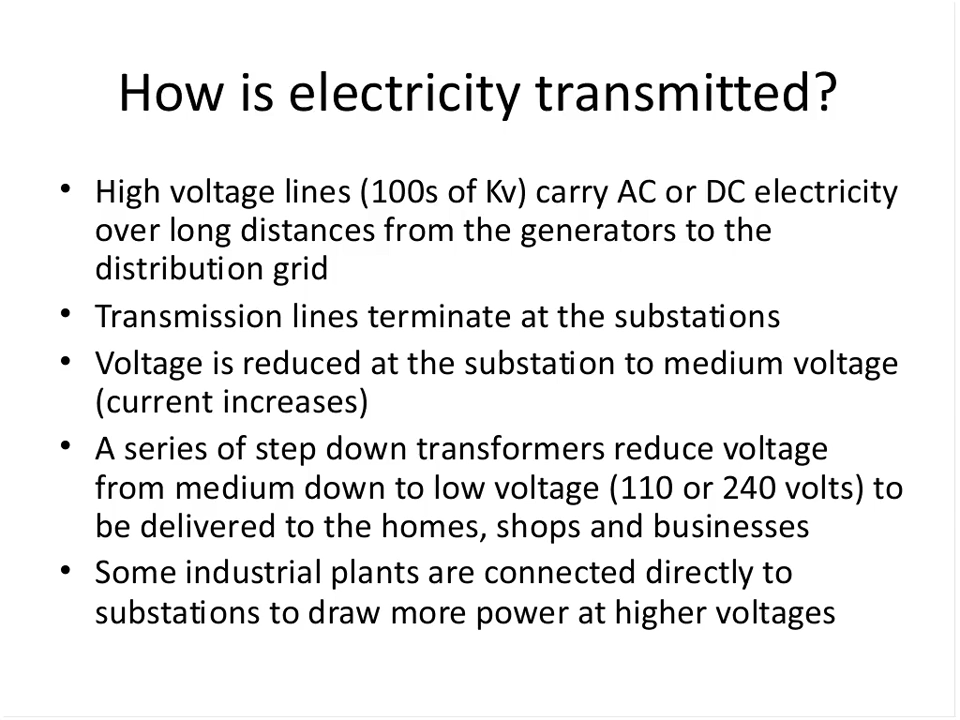 How is electricity transmitted?
• High voltage lines (100s of Kv) carry AC or DC electricity
over long distances from the generators to the
distribution grid
• Transmission lines terminate at the substations
• Voltage is reduced at the substation to medium voltage
(current increases)
• A series of step down transformers reduce voltage
from medium down to low voltage (110 or 240 volts) to
be delivered to the homes, shops and businesses
• Some industrial plants are connected directly to
substations to draw more power at higher voltages